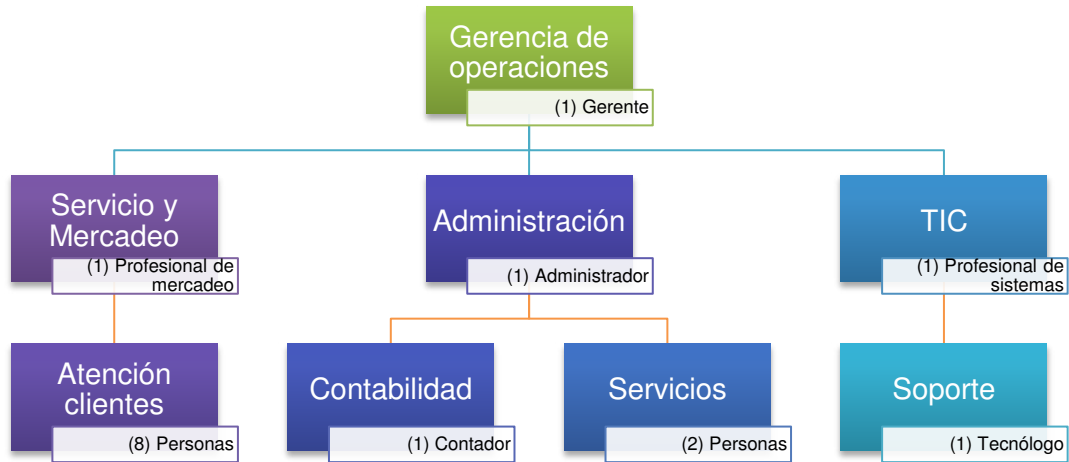 Gerencia de
operaciones
(1) Gerente
Servicio y
Mercadeo
(1) Profesional de
mercadeo
Administración
(1) Administrador
TIC
(1) Profesional de
sistemas
Atención
clientes
(8) Personas
Contabilidad
(1) Contador
Servicios
(2) Personas
Soporte
(1) Tecnólogo